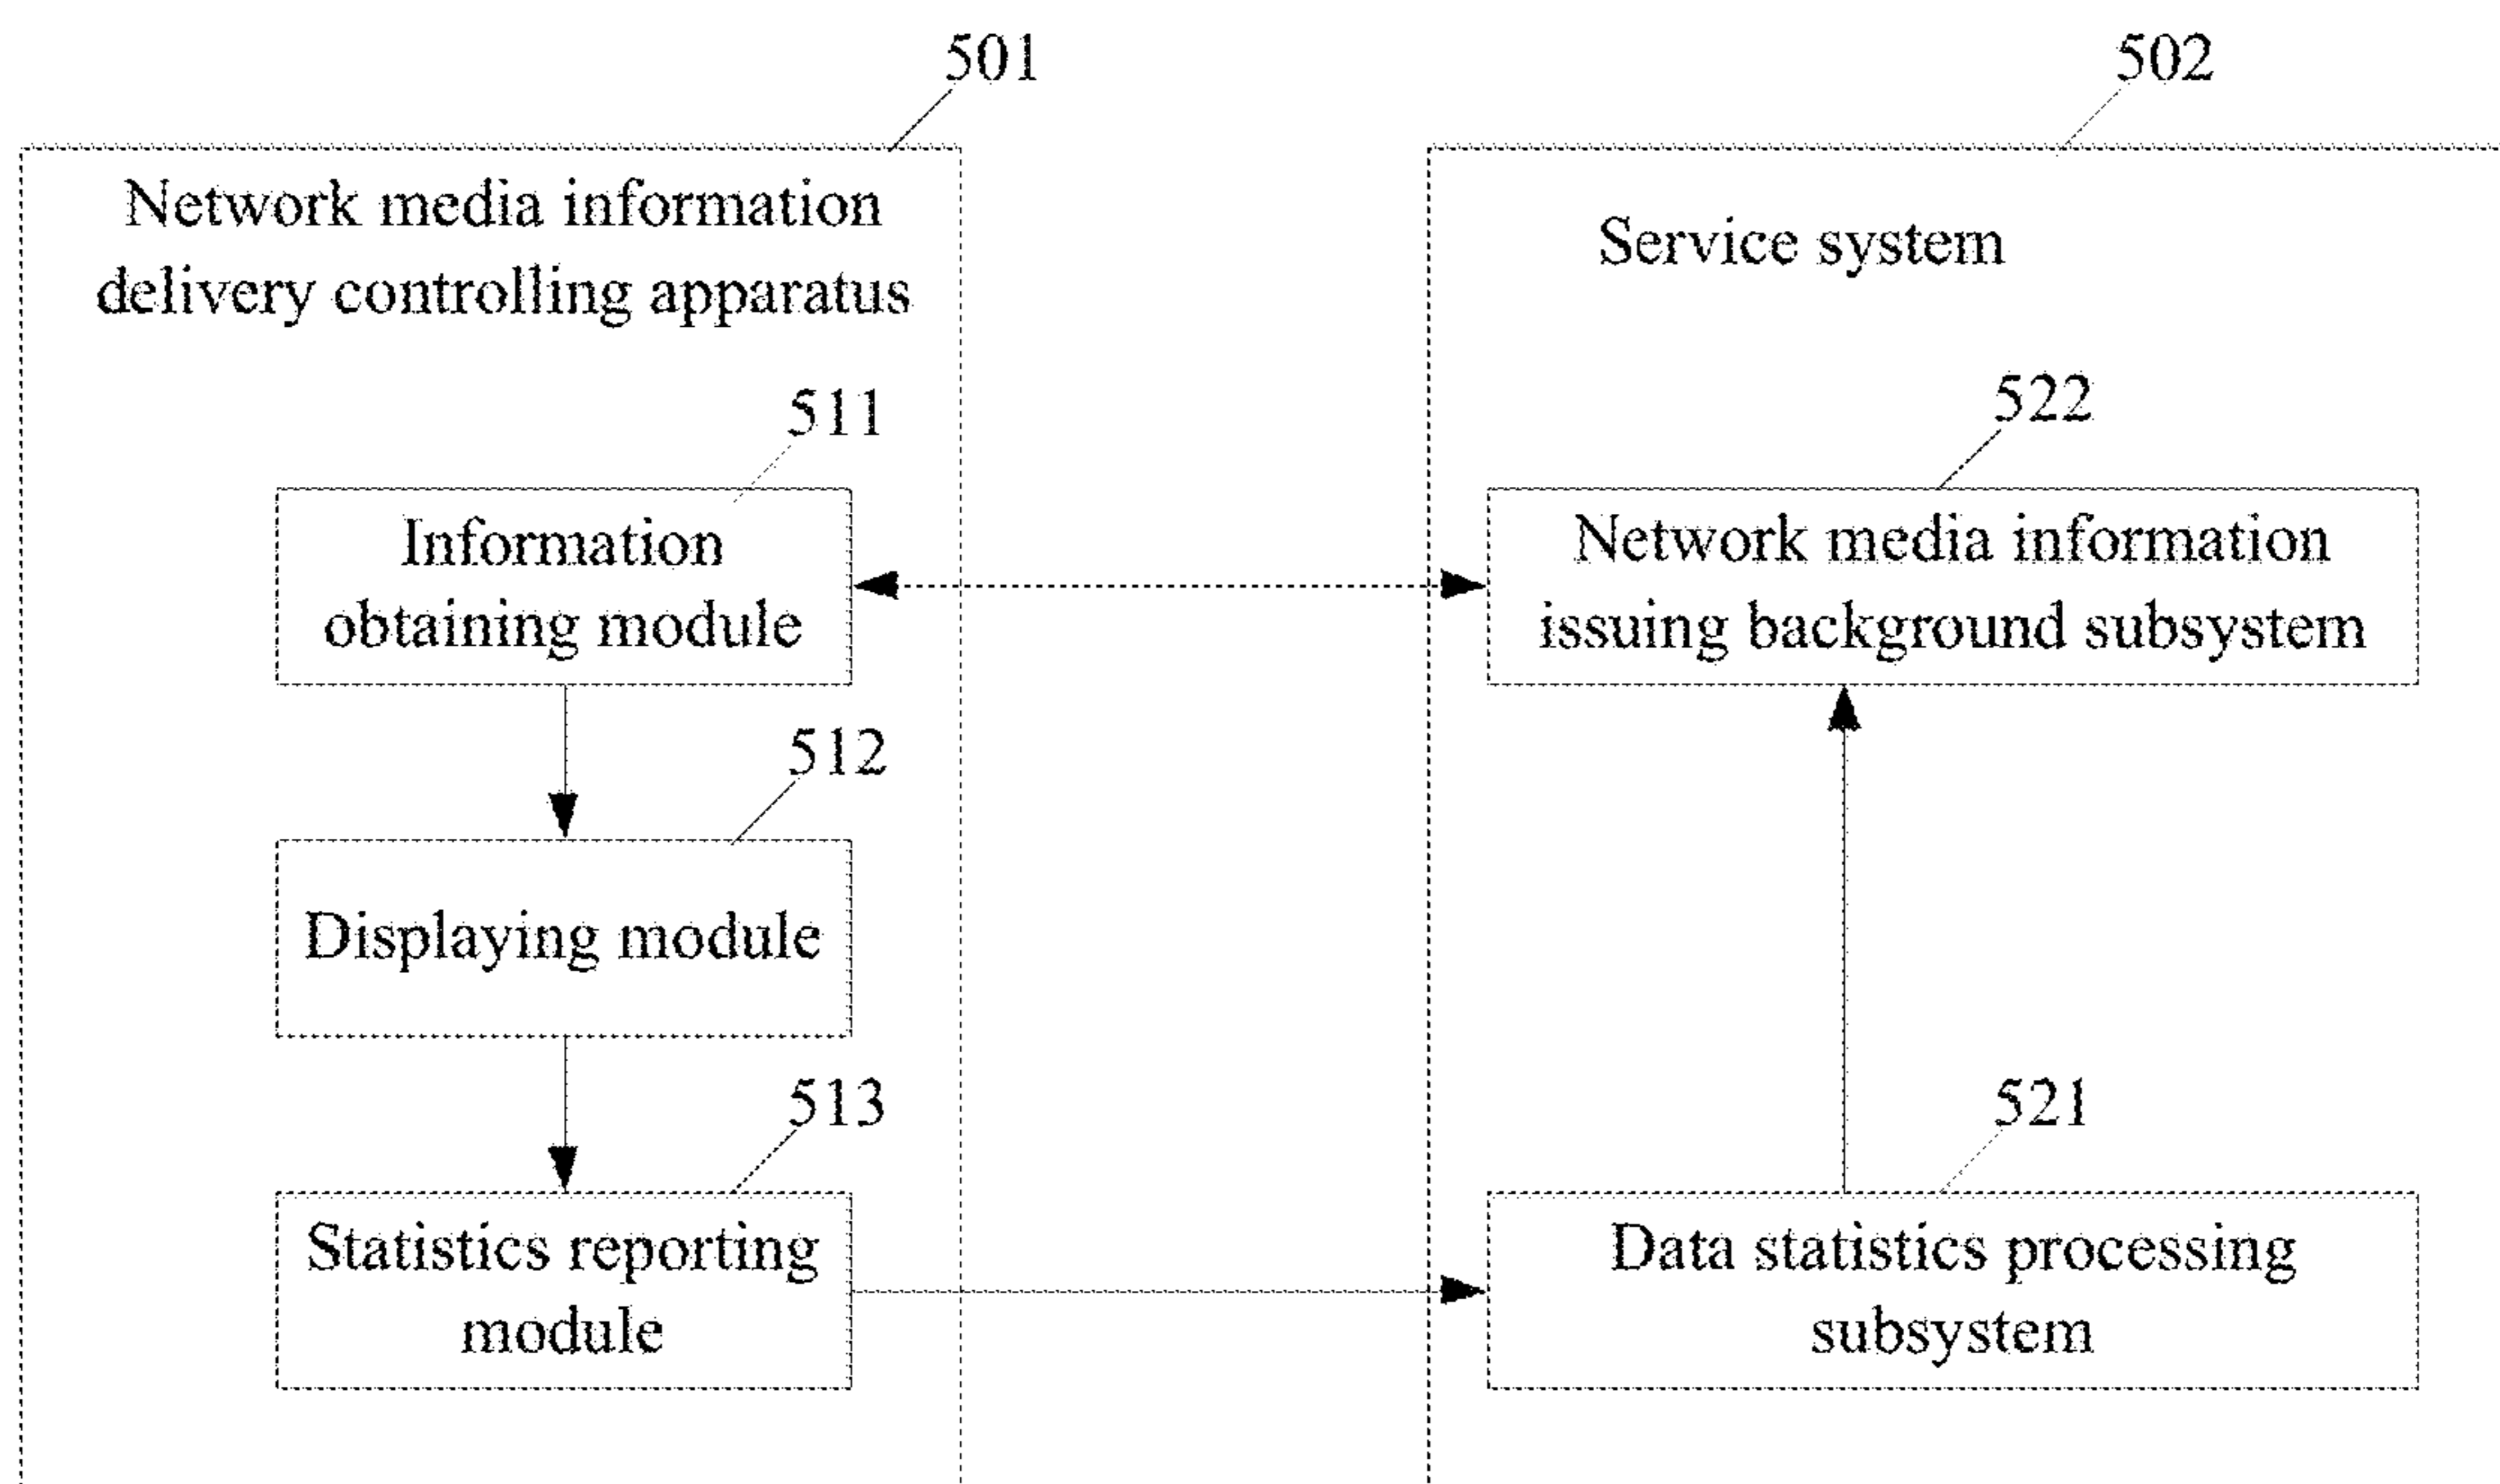 501
502
Network media information
delivery controlling apparatus
Service system
511
522
Information
obtaining module
Network media information
issuing background subsystem
512
Displaying module
513
521
Statistics reporting
module
Data statistics processing
subsystem